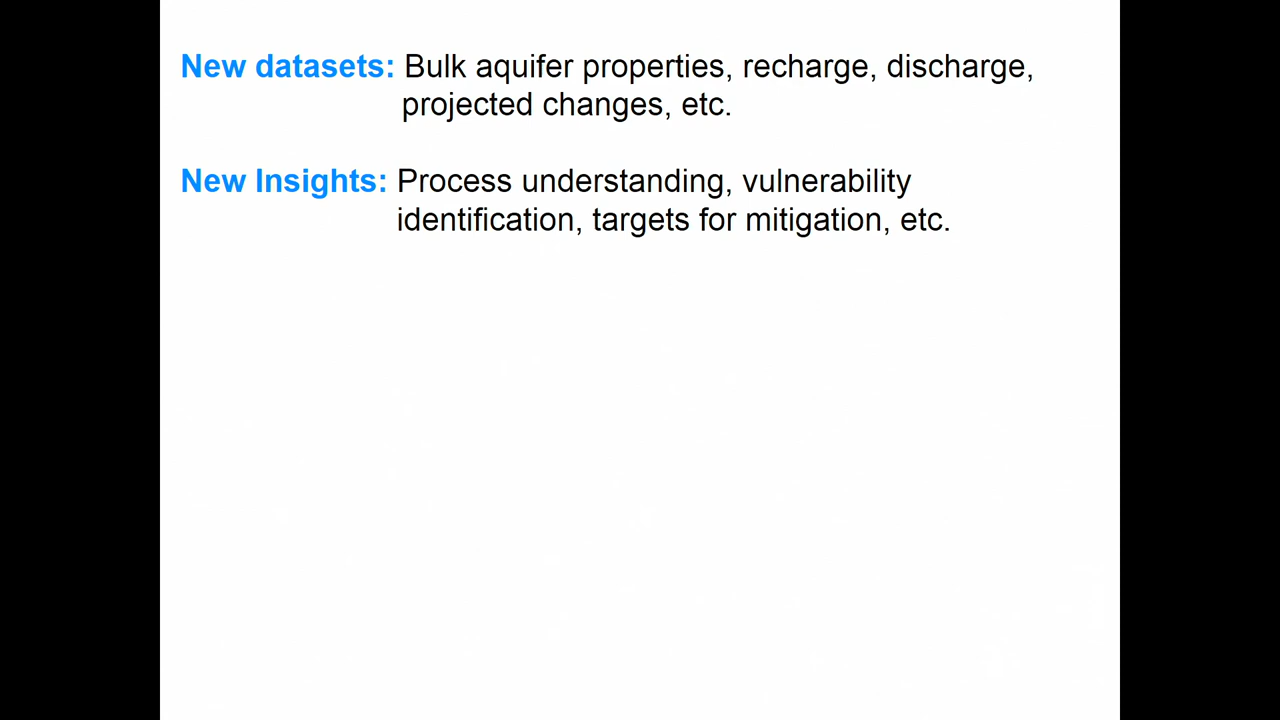 New datasets: Bulk aquifer properties, recharge, discharge,
projected changes, etc.
New Insights: Process understanding, vulnerability
identification, targets for mitigation, etc.